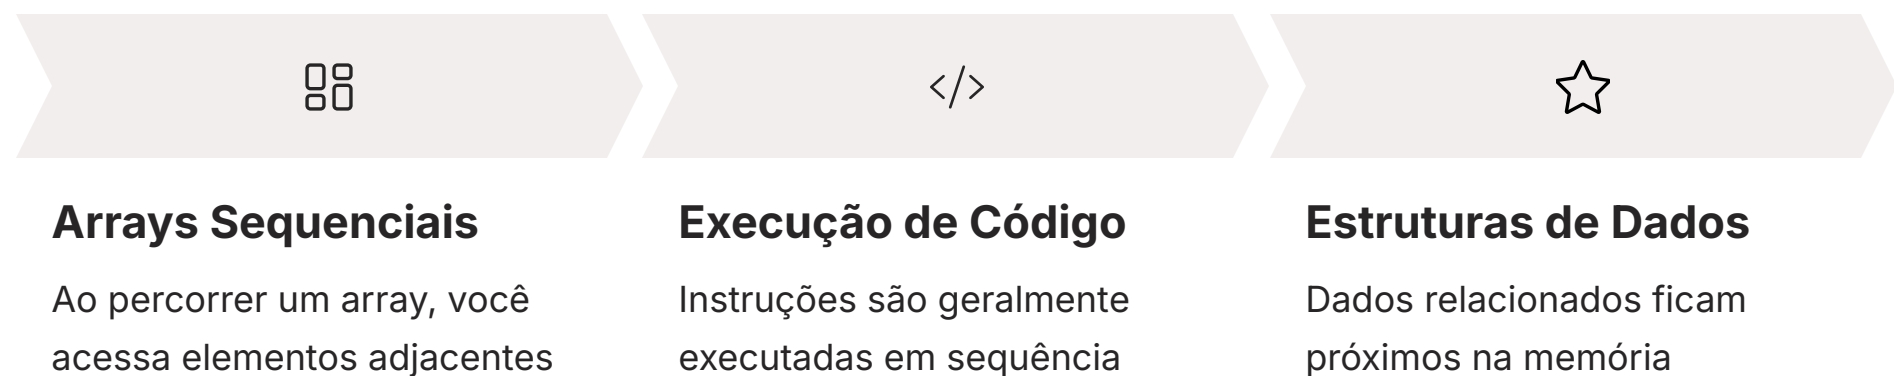 Arrays Sequenciais
Ao percorrer um array, você
acessa elementos adjacentes
Execução de Código
Instruções são geralmente
executadas em sequência
Estruturas de Dados
Dados relacionados ficam
próximos na memória